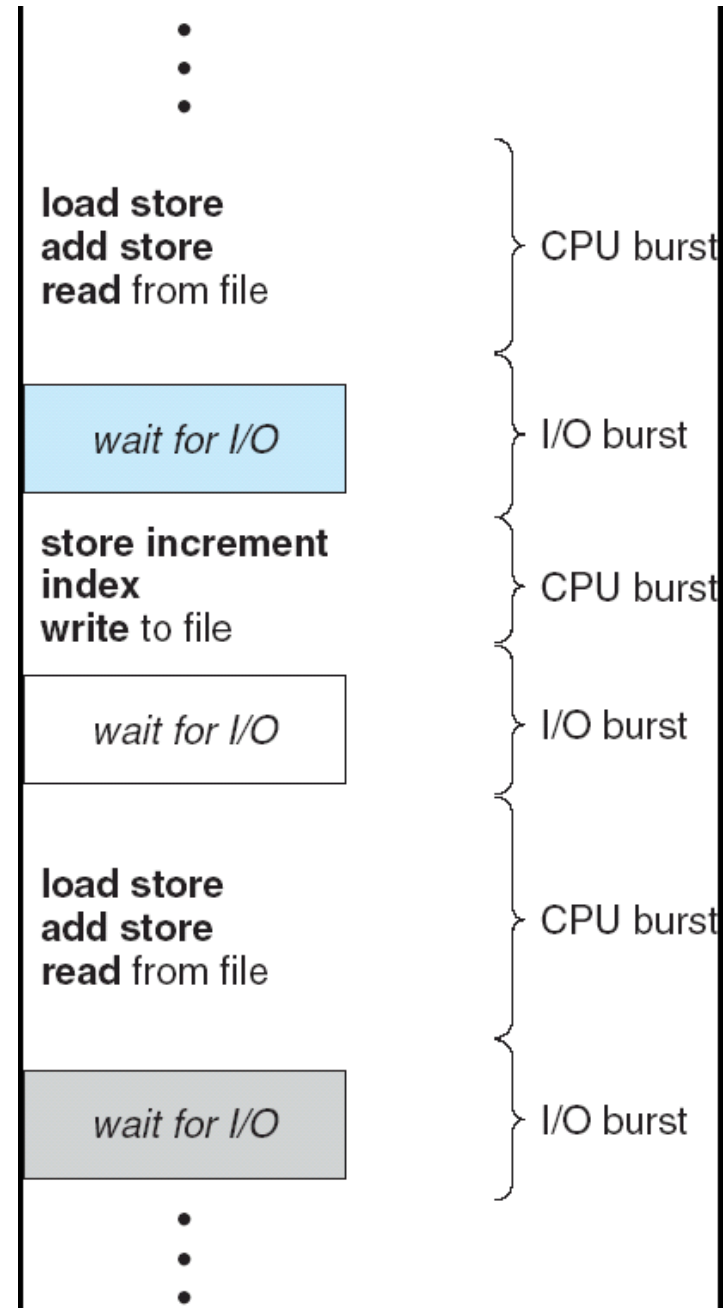 load store
add store
read from file
CPU burst
wait for I/O
I/O burst
store increment
index
write to file
CPU burst
wait for I/O
I/O burst
load store
add store
read from file
CPU burst
wait for I/O
I/O burst